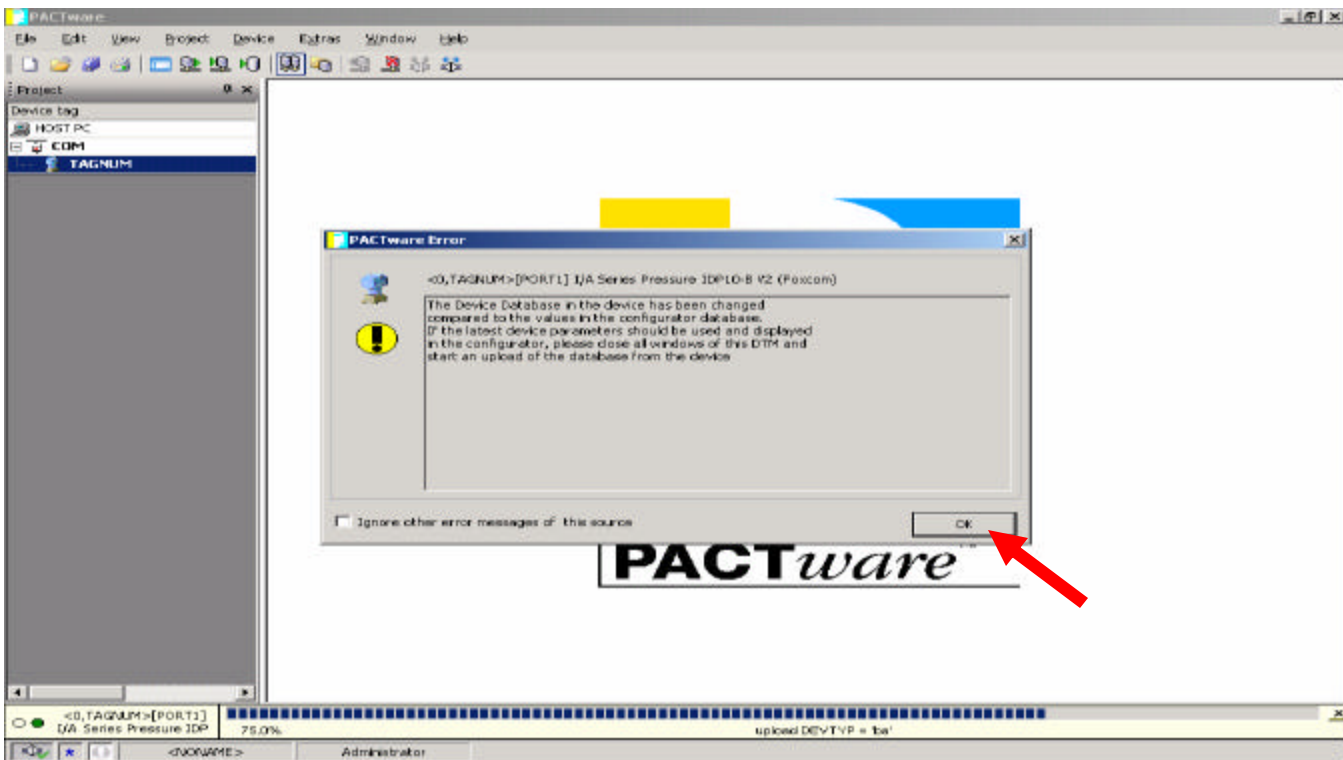 PACTware
File Edit View Project Device Extras Window Help
Project
Device tag
HOST PC
COM
TAGNUM
PACTware Error
<0,TAGNUM>[PORT1] I/A Series Pressure IDP10-B V2 (Foxcom)
The Device Database in the device has been changed
compared to the values in the configurator database.
If the latest device parameters should be used and displayed
in the configurator, please close all windows of this DTM and
start an upload of the database from the device
Ignore other error messages of this source
OK
PACTware
<0,TAGNUM>[PORT1]
I/A Series Pressure IDP
75.0%
upload DEVTYP = 'ba'
<NONAME>
Administrator